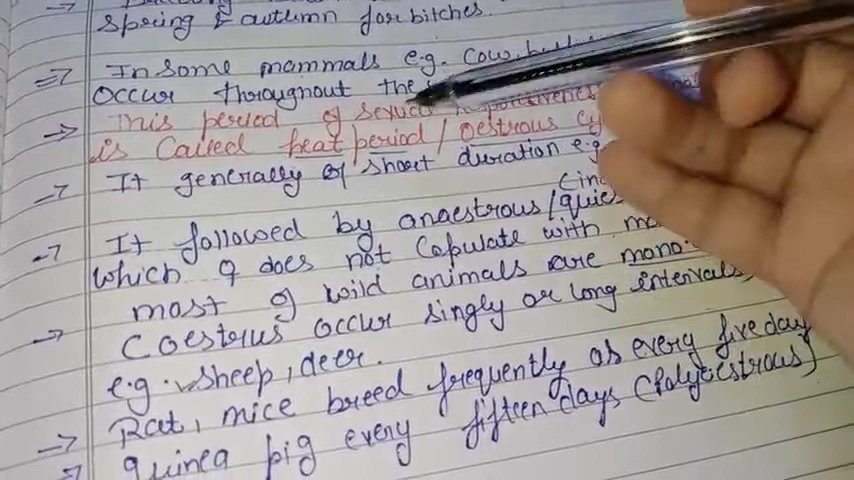 spring & autumn for bitches.
⇒ In some mammals e.g. cow,
occur throughout the
⇒ This period of sexual responsiveness
is Called heat period / oestrous
→ It generally of short duration e.g.
→ It followed by anaestrous/
which ♀ does not Copulate with
most of wild animals are mono
→ Coestrus occur singly or long intervals
e.g. sheep, deer.
→ Rat, mice breed frequently as every five day
⇒ guinea pig every fifteen days (Polyoestrous)